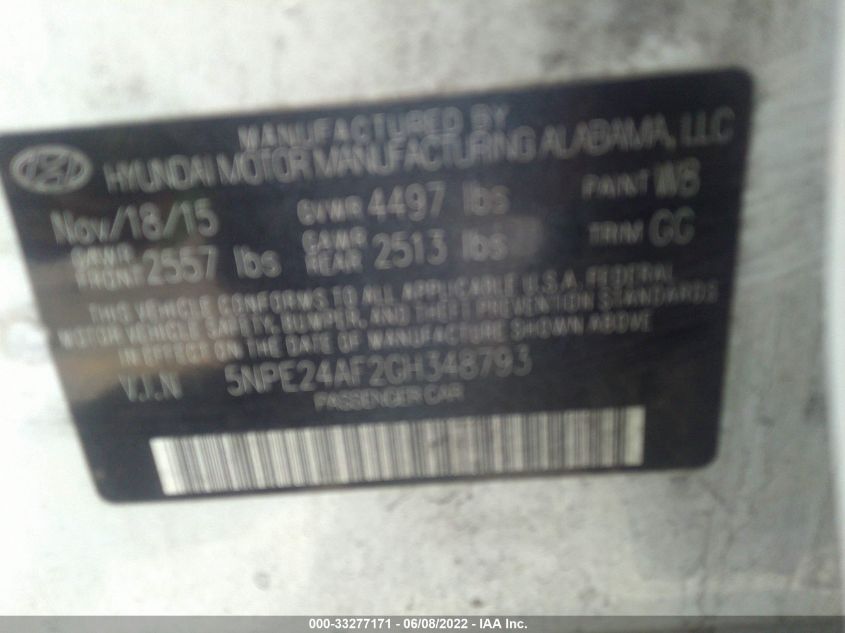 MANUFACTURED BY
HYUNDAI MOTOR MANUFACTURING ALABAMA, LLC
Nov/18/15 GVWR 4497 lbs PAINT W8
GAWR FRONT 2557 lbs GAWR REAR 2513 lbs TRIM GG
THIS VEHICLE CONFORMS TO ALL APPLICABLE U.S.A. FEDERAL
MOTOR VEHICLE SAFETY, BUMPER, AND THEFT PREVENTION STANDARDS
IN EFFECT ON THE DATE OF MANUFACTURE SHOWN ABOVE
V.I.N 5NPE24AF2GH348793
PASSENGER CAR
000-33277171 - 06/08/2022 - IAA Inc.